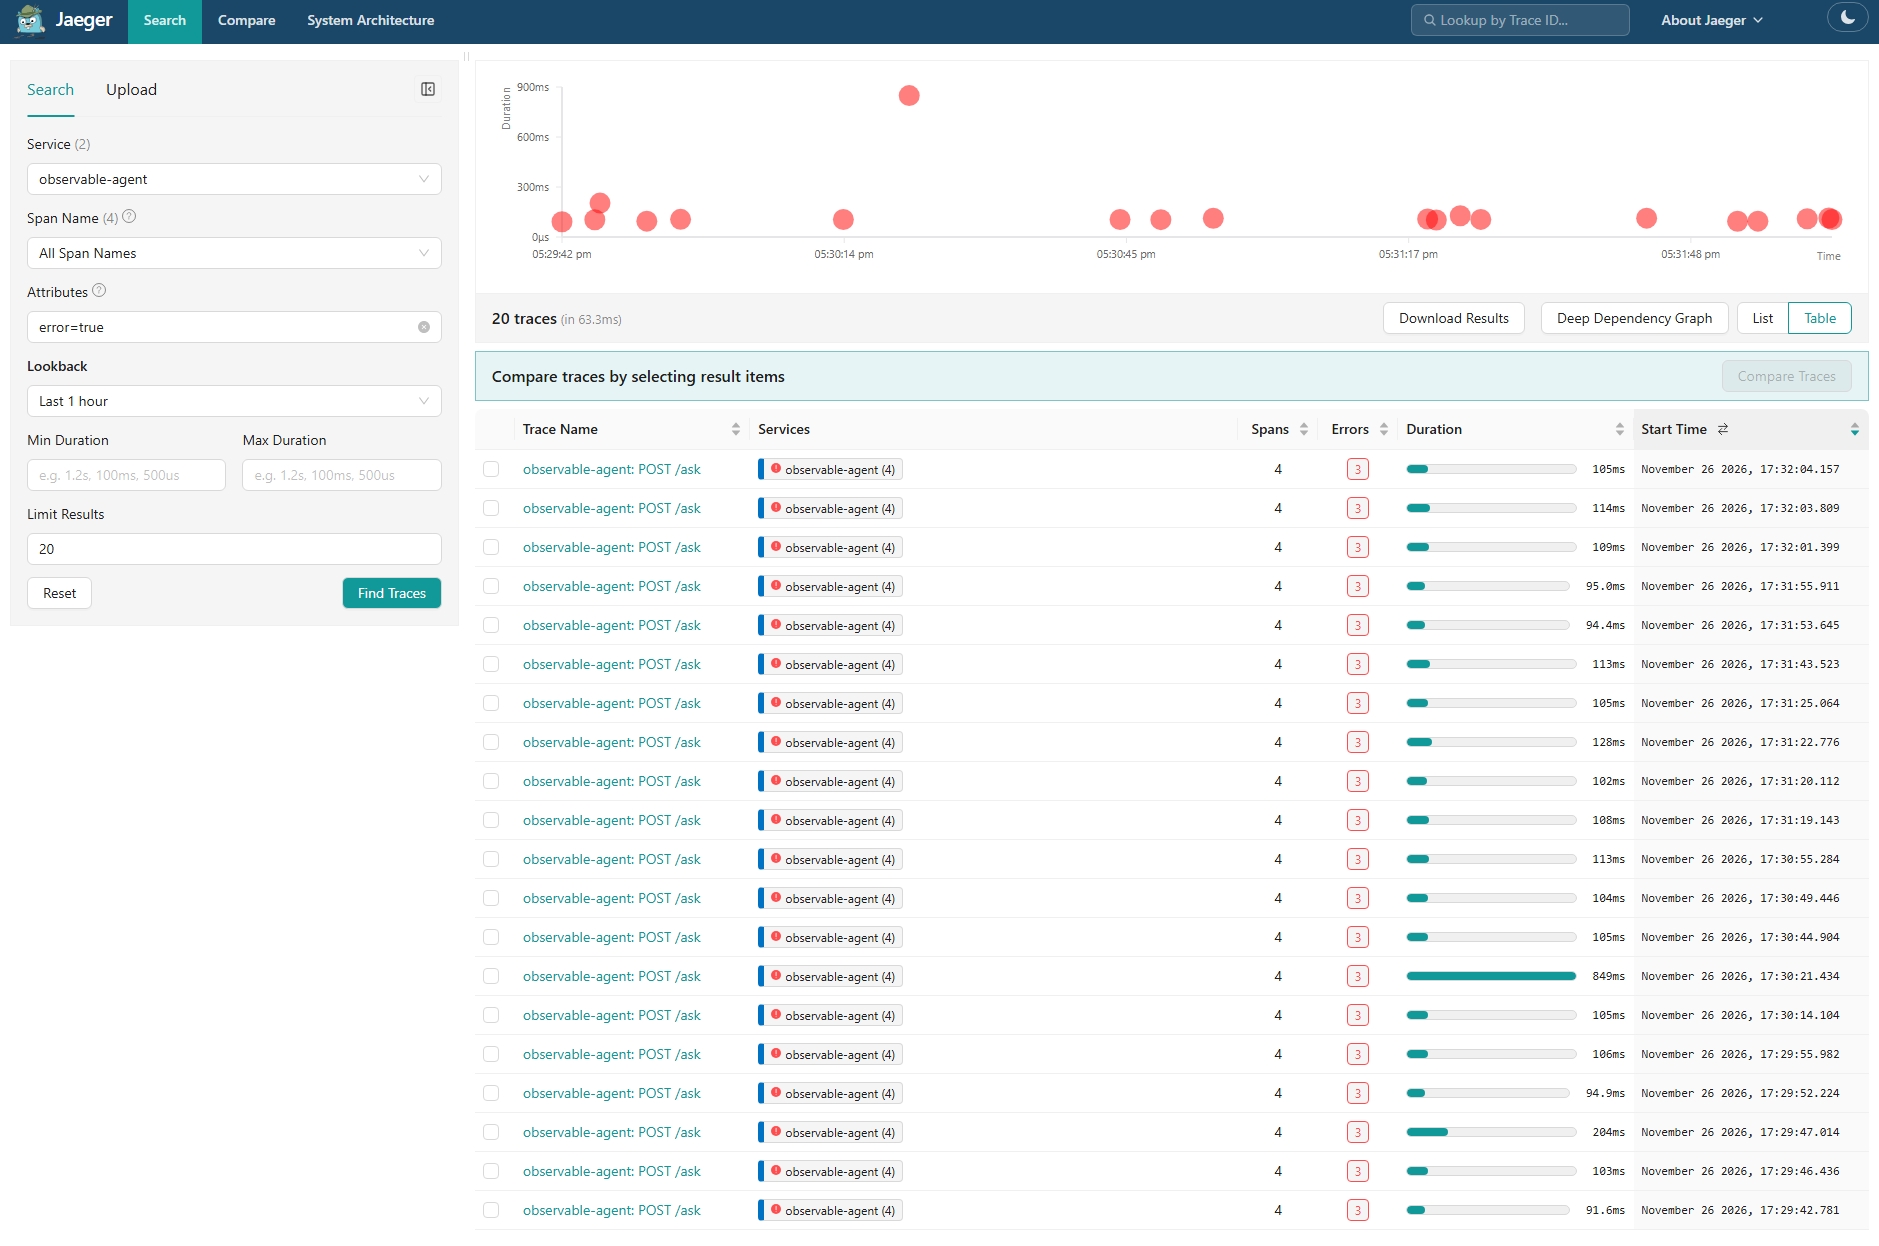 Jaeger
Search
Compare
System Architecture
Lookup by Trace ID...
About Jaeger
Search
Upload
Service (2)
observable-agent
Span Name (4)
All Span Names
Attributes
error=true
Lookback
Last 1 hour
Min Duration
Max Duration
e.g. 1.2s, 100ms, 500us
e.g. 1.2s, 100ms, 500us
Limit Results
20
Reset
Find Traces
Duration
900ms
600ms
300ms
0µs
05:29:42 pm
05:30:14 pm
05:30:45 pm
05:31:17 pm
05:31:48 pm
Time
20 traces (in 63.3ms)
Download Results
Deep Dependency Graph
List
Table
Compare traces by selecting result items
Compare Traces
Trace Name Services Spans Errors Duration Start Time
observable-agent: POST /ask observable-agent (4) 4 3 105ms November 26 2026, 17:32:04.157
observable-agent: POST /ask observable-agent (4) 4 3 114ms November 26 2026, 17:32:03.809
observable-agent: POST /ask observable-agent (4) 4 3 109ms November 26 2026, 17:32:01.399
observable-agent: POST /ask observable-agent (4) 4 3 95.0ms November 26 2026, 17:31:55.911
observable-agent: POST /ask observable-agent (4) 4 3 94.4ms November 26 2026, 17:31:53.645
observable-agent: POST /ask observable-agent (4) 4 3 113ms November 26 2026, 17:31:43.523
observable-agent: POST /ask observable-agent (4) 4 3 105ms November 26 2026, 17:31:25.064
observable-agent: POST /ask observable-agent (4) 4 3 128ms November 26 2026, 17:31:22.776
observable-agent: POST /ask observable-agent (4) 4 3 102ms November 26 2026, 17:31:20.112
observable-agent: POST /ask observable-agent (4) 4 3 108ms November 26 2026, 17:31:19.143
observable-agent: POST /ask observable-agent (4) 4 3 113ms November 26 2026, 17:30:55.284
observable-agent: POST /ask observable-agent (4) 4 3 104ms November 26 2026, 17:30:49.446
observable-agent: POST /ask observable-agent (4) 4 3 105ms November 26 2026, 17:30:44.904
observable-agent: POST /ask observable-agent (4) 4 3 849ms November 26 2026, 17:30:21.434
observable-agent: POST /ask observable-agent (4) 4 3 105ms November 26 2026, 17:30:14.104
observable-agent: POST /ask observable-agent (4) 4 3 106ms November 26 2026, 17:29:55.982
observable-agent: POST /ask observable-agent (4) 4 3 94.9ms November 26 2026, 17:29:52.224
observable-agent: POST /ask observable-agent (4) 4 3 204ms November 26 2026, 17:29:47.014
observable-agent: POST /ask observable-agent (4) 4 3 103ms November 26 2026, 17:29:46.436
observable-agent: POST /ask observable-agent (4) 4 3 91.6ms November 26 2026, 17:29:42.781